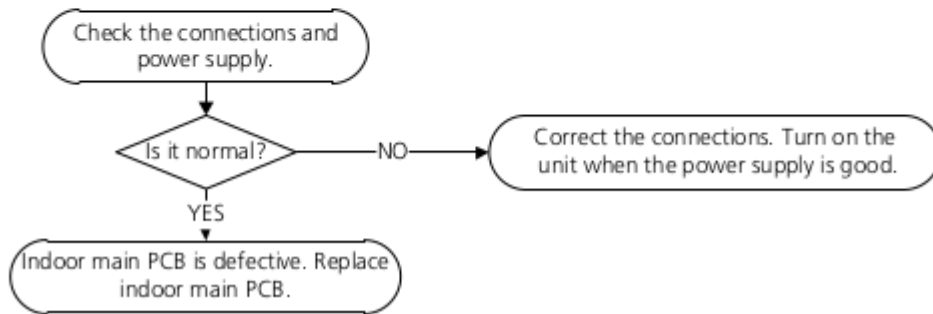 Check the connections and
power supply.
Is it normal?
NO
Correct the connections. Turn on the
unit when the power supply is good.
YES
Indoor main PCB is defective. Replace
indoor main PCB.